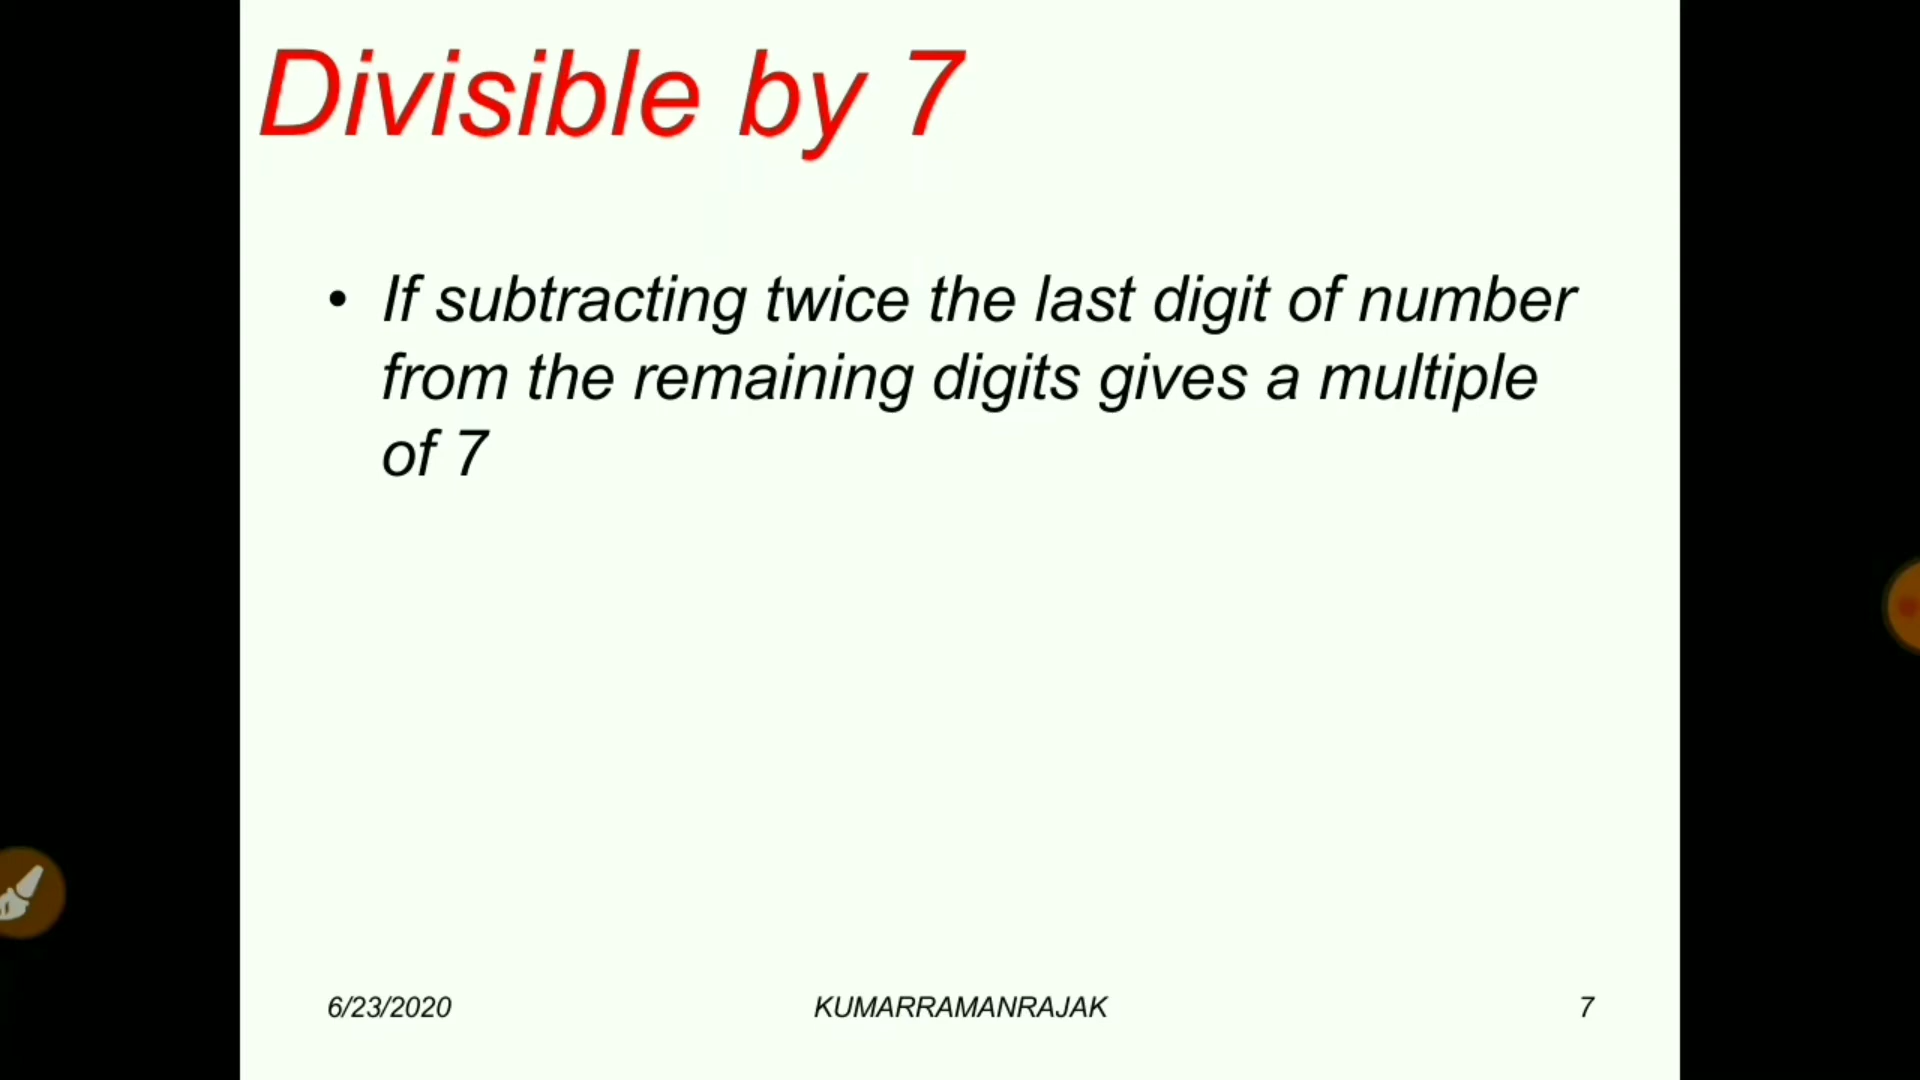 Divisible by 7
• If subtracting twice the last digit of number
from the remaining digits gives a multiple
of 7
6/23/2020
KUMARRAMANRAJAK
7